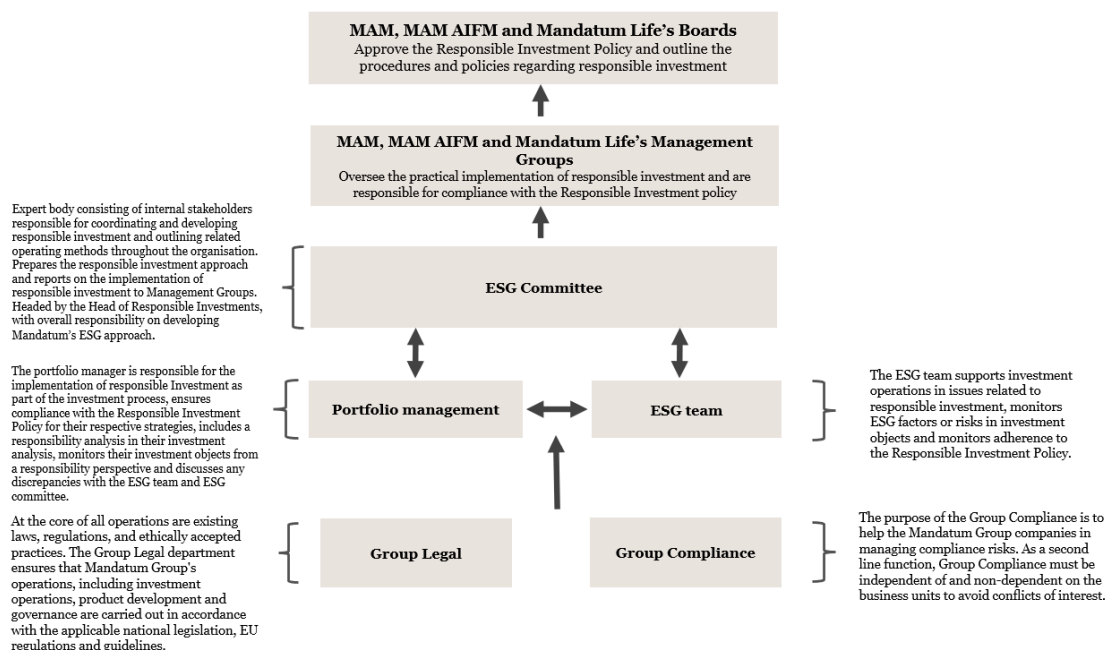 MAM, MAM AIFM and Mandatum Life's Boards
Approve the Responsible Investment Policy and outline the
procedures and policies regarding responsible investment
MAM, MAM AIFM and Mandatum Life's Management
Groups
Oversee the practical implementation of responsible investment and are
responsible for compliance with the Responsible Investment policy
Expert body consisting of internal stakeholders
responsible for coordinating and developing
responsible investment and outlining related
operating methods throughout the organisation.
Prepares the responsible investment approach
and reports on the implementation of
responsible investment to Management Groups.
Headed by the Head of Responsible Investments,
with overall responsibility on developing
Mandatum's ESG approach.
ESG Committee
The portfolio manager is responsible for the
implementation of responsible Investment as
part of the investment process, ensures
compliance with the Responsible Investment
Policy for their respective strategies, includes a
responsibility analysis in their investment
analysis, monitors their investment objects from
a responsibility perspective and discusses any
discrepancies with the ESG team and ESG
committee.
Portfolio management
ESG team
The ESG team supports investment
operations in issues related to
responsible investment, monitors
ESG factors or risks in investment
objects and monitors adherence to
the Responsible Investment Policy.
At the core of all operations are existing
laws, regulations, and ethically accepted
practices. The Group Legal department
ensures that Mandatum Group's
operations, including investment
operations, product development and
governance are carried out in accordance
with the applicable national legislation, EU
regulations and guidelines.
Group Legal
Group Compliance
The purpose of the Group Compliance is to
help the Mandatum Group companies in
managing compliance risks. As a second
line function, Group Compliance must be
independent of and non-dependent on the
business units to avoid conflicts of interest.